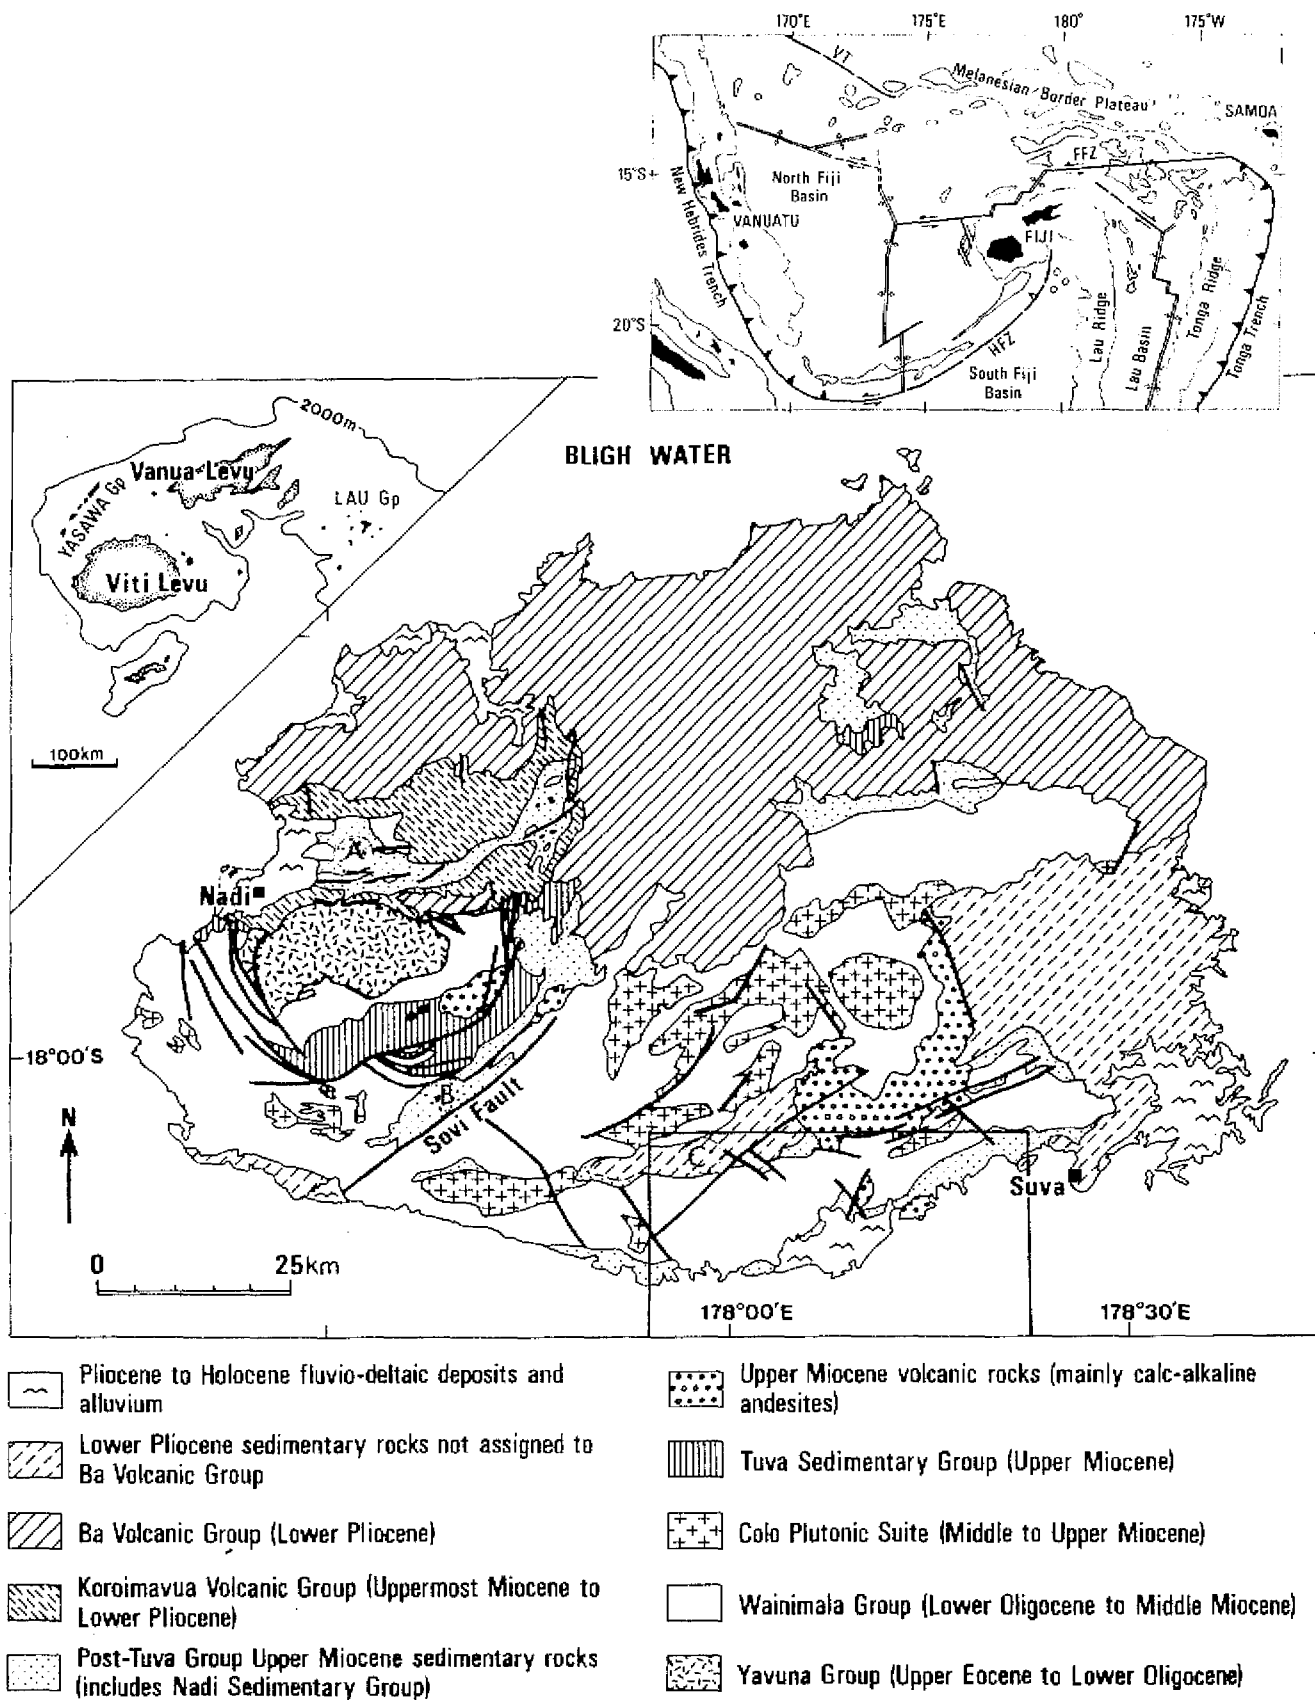 170°E 175°E 180° 175°W
VT
Melanesian Border Plateau
SAMOA
FFZ
15°S
North Fiji
Basin
New Hebrides Trench
VANUATU
FIJI
20°S
HFZ
South Fiji
Basin
Lau Ridge
Lau Basin
Tonga Ridge
Tonga Trench
2000m
Vanua Levu
YASAWA Gp
LAU Gp
Viti Levu
100km
BLIGH WATER
A
Nadi
18°00'S
B
Sovi Fault
C
N
Suva
0 25km
178°00'E 178°30'E
Pliocene to Holocene fluvio-deltaic deposits and
alluvium
Lower Pliocene sedimentary rocks not assigned to
Ba Volcanic Group
Ba Volcanic Group (Lower Pliocene)
Koroimavua Volcanic Group (Uppermost Miocene to
Lower Pliocene)
Post-Tuva Group Upper Miocene sedimentary rocks
(includes Nadi Sedimentary Group)
Upper Miocene volcanic rocks (mainly calc-alkaline
andesites)
Tuva Sedimentary Group (Upper Miocene)
Colo Plutonic Suite (Middle to Upper Miocene)
Wainimala Group (Lower Oligocene to Middle Miocene)
Yavuna Group (Upper Eocene to Lower Oligocene)